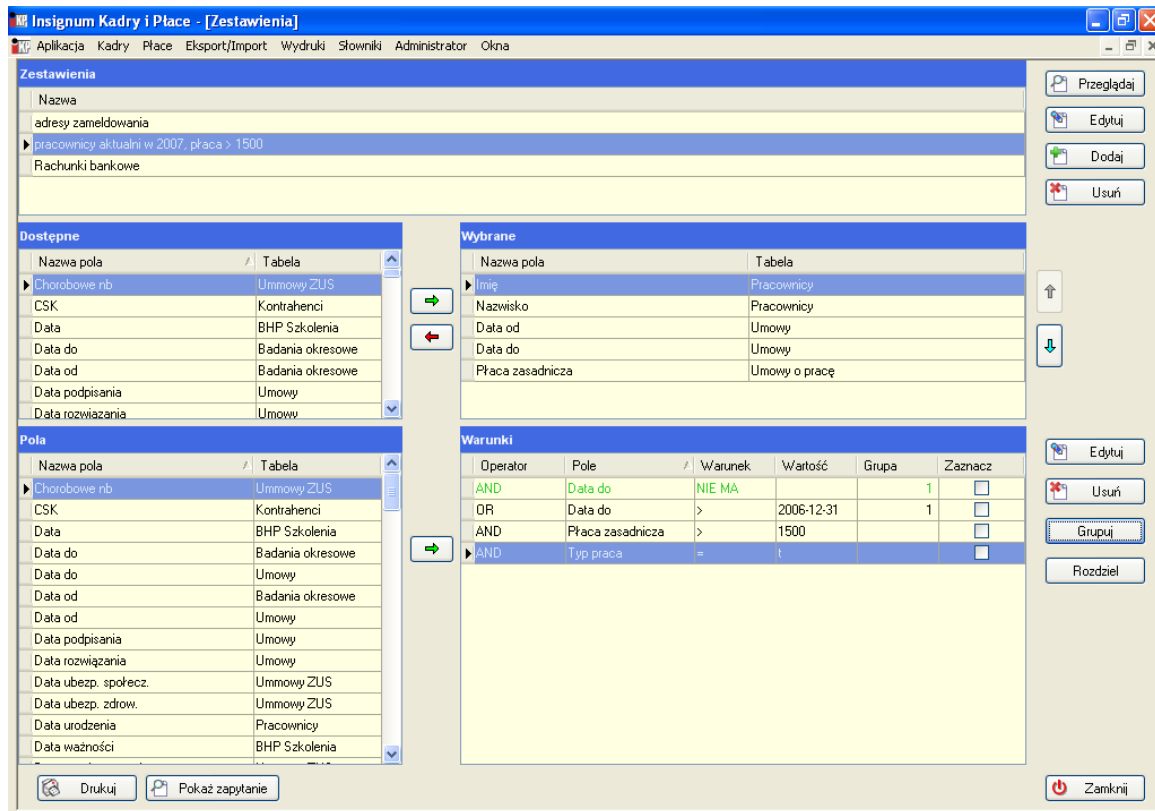 Insignum Kadry i Płace - [Zestawienia]
Aplikacja Kadry Płace Eksport/Import Wydruki Słowniki Administrator Okna
Zestawienia
Nazwa
adresy zameldowania
pracownicy aktualni w 2007, płaca > 1500
Rachunki bankowe
Przeglądaj
Edytuj
Dodaj
Usuń
Dostępne
Nazwa pola Tabela
Chorobowe nb Ummowy ZUS
CSK Kontrahenci
Data BHP Szkolenia
Data do Badania okresowe
Data od Badania okresowe
Data podpisania Umowy
Data rozwiązania Umowy
Wybrane
Nazwa pola Tabela
Imię Pracownicy
Nazwisko Pracownicy
Data od Umowy
Data do Umowy
Płaca zasadnicza Umowy o pracę
Pola
Nazwa pola Tabela
Chorobowe nb Ummowy ZUS
CSK Kontrahenci
Data BHP Szkolenia
Data do Badania okresowe
Data do Umowy
Data od Badania okresowe
Data od Umowy
Data podpisania Umowy
Data rozwiązania Umowy
Data ubezp. społecz. Ummowy ZUS
Data ubezp. zdrow. Ummowy ZUS
Data urodzenia Pracownicy
Data ważności BHP Szkolenia
Warunki
Operator Pole Warunek Wartość Grupa Zaznacz
AND Data do NIE MA 1
OR Data do > 2006-12-31 1
AND Płaca zasadnicza > 1500
AND Typ praca = t
Edytuj
Usuń
Grupuj
Rozdziel
Drukuj Pokaż zapytanie Zamknij